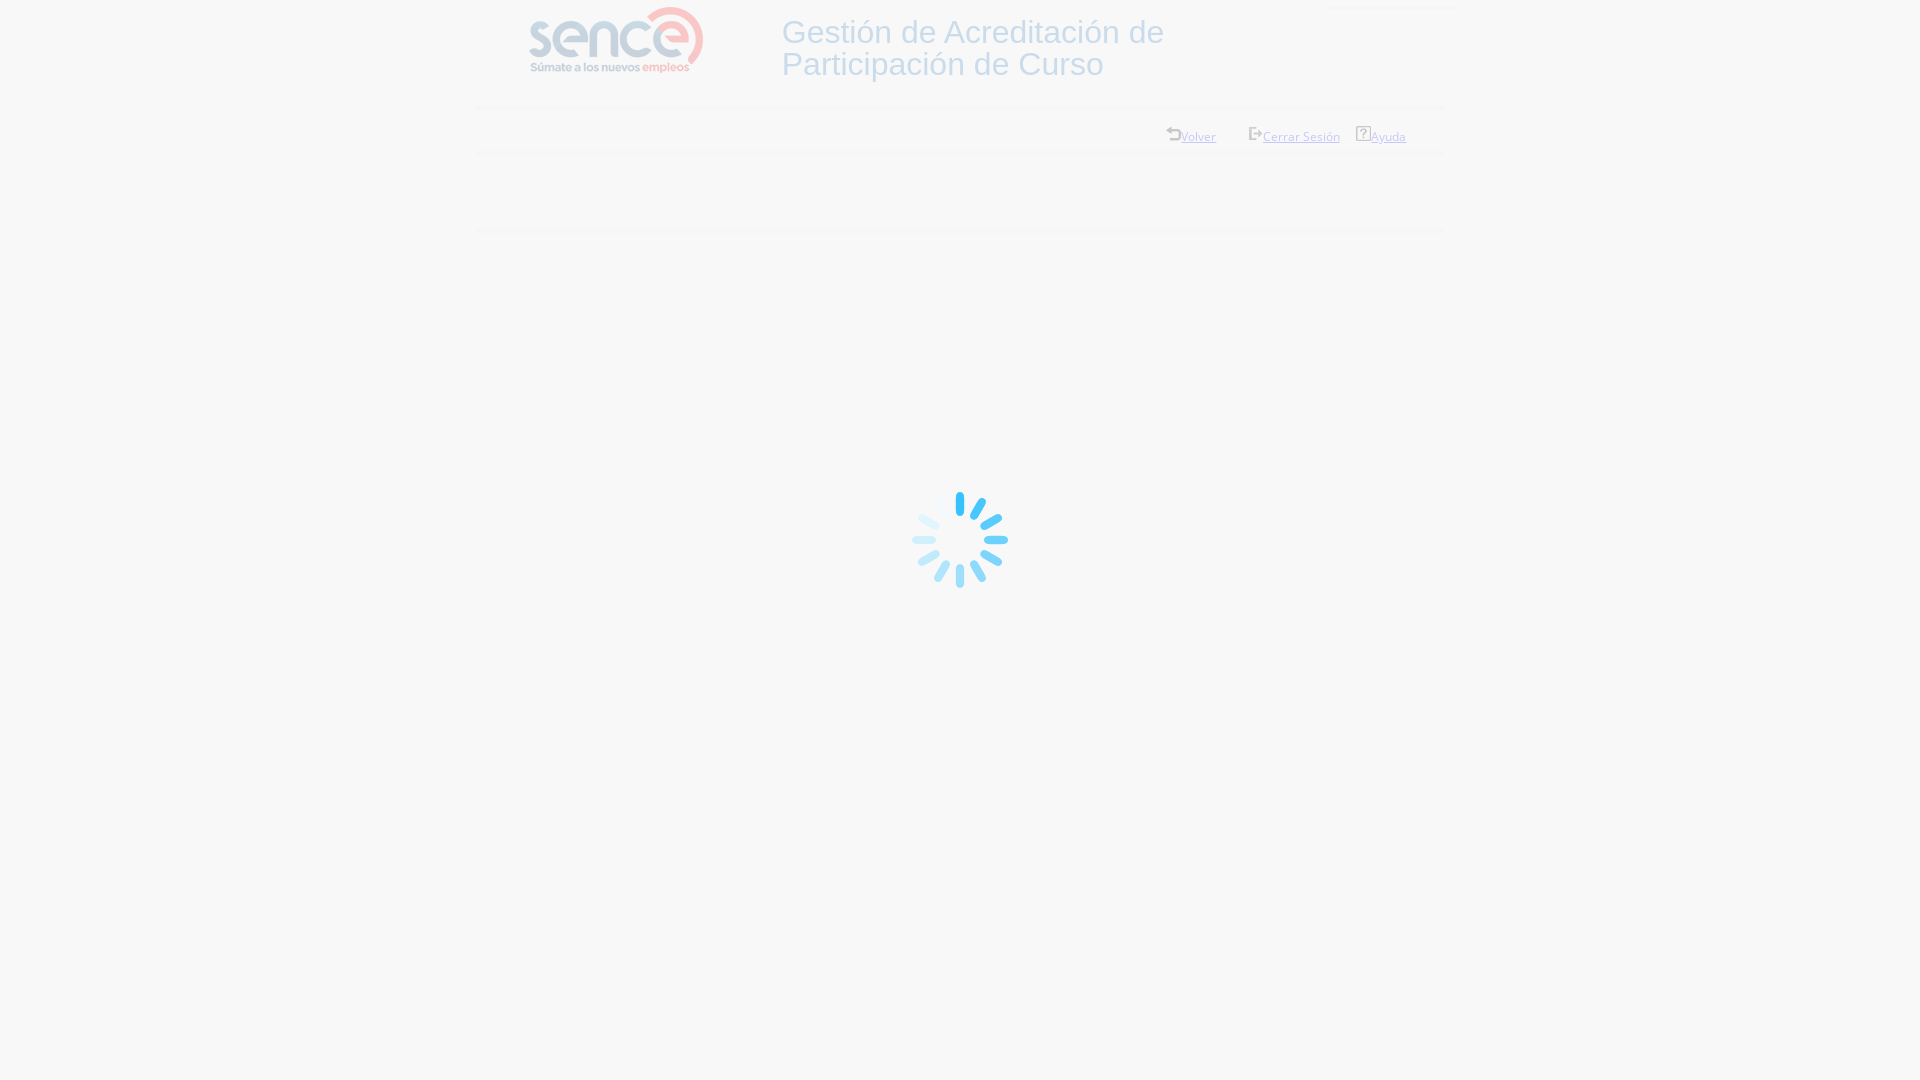 sence
Súmate a los nuevos empleos
Gestión de Acreditación de
Participación de Curso
Volver
Cerrar Sesión
Ayuda